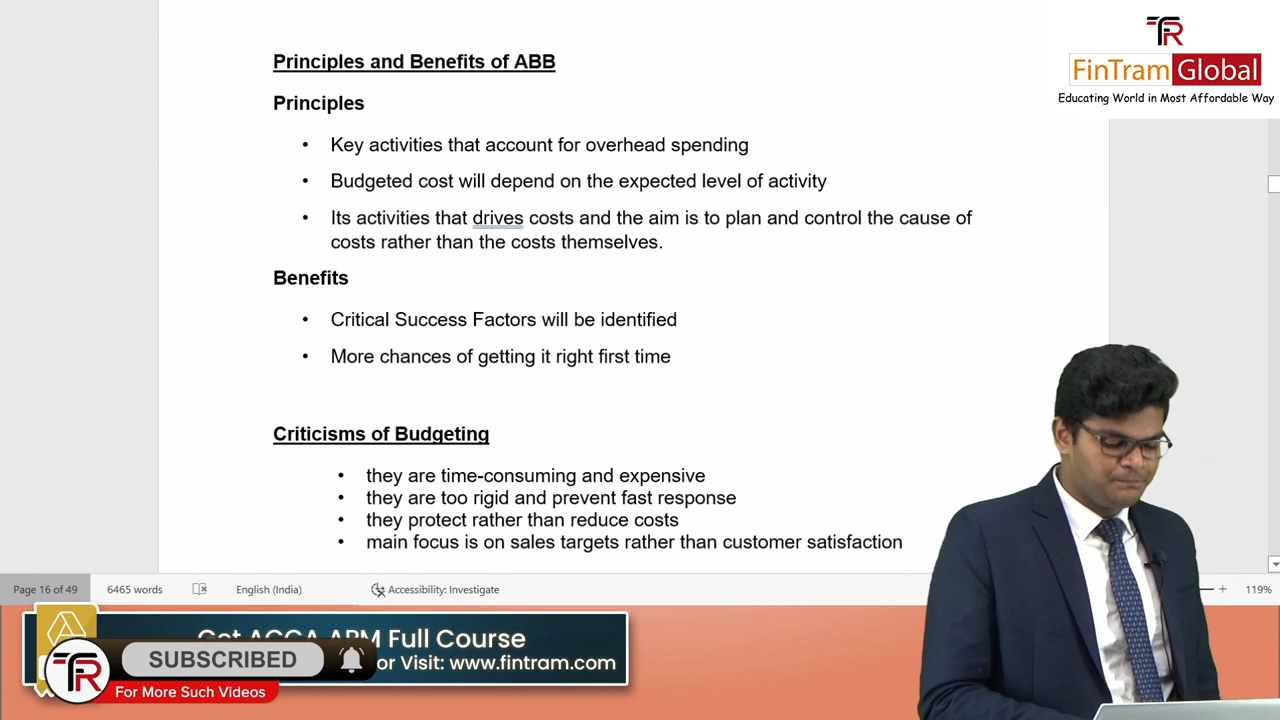 Principles and Benefits of ABB
Principles
• Key activities that account for overhead spending
• Budgeted cost will depend on the expected level of activity
• Its activities that drives costs and the aim is to plan and control the cause of
costs rather than the costs themselves.
Benefits
• Critical Success Factors will be identified
• More chances of getting it right first time
Criticisms of Budgeting
• they are time-consuming and expensive
• they are too rigid and prevent fast response
• they protect rather than reduce costs
• main focus is on sales targets rather than customer satisfaction
TR
FinTram Global
Educating World in Most Affordable Way
Page 16 of 49
6465 words
English (India)
Accessibility: Investigate
119%
Full Course
or Visit: www.fintram.com
TR
SUBSCRIBED
For More Such Videos